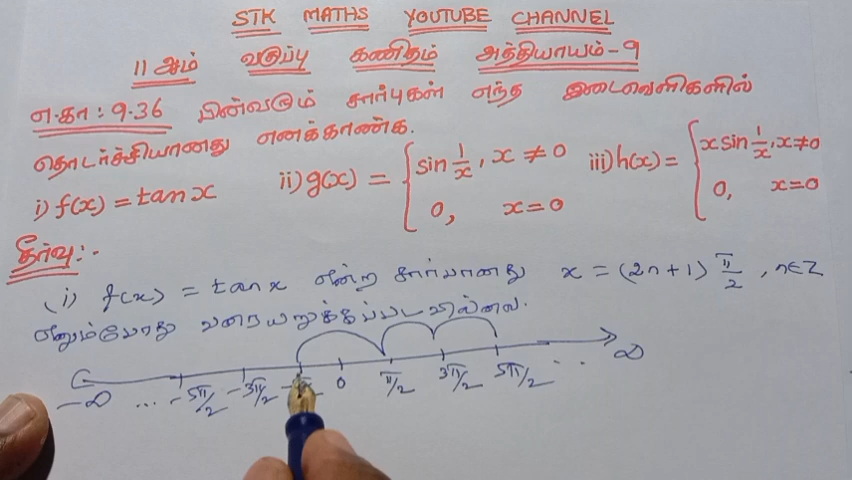 STK MATHS YOUTUBE CHANNEL
11 ஆம் வகுப்பு கணிதம் அத்தியாயம்-9
எ.கா : 9.36 பின்வரும் சார்புகள் எந்த இடைவெளிகளில்
தொடர்ச்சியானது எனக்காண்க.
i) f(x) = tan x ii) g(x) = { sin 1/x , x ≠ 0 iii) h(x) = { x sin 1/x , x ≠ 0
0, x = 0 0, x = 0
தீர்வு:-
(i) f(x) = tan x என்ற சார்பானது x = (2n+1) π/2 , n∈Z
எனும்போது வரையறுக்கப்படவில்லை.
-∞ ... -5π/2 -3π/2 0 π/2 3π/2 5π/2 ... ∞